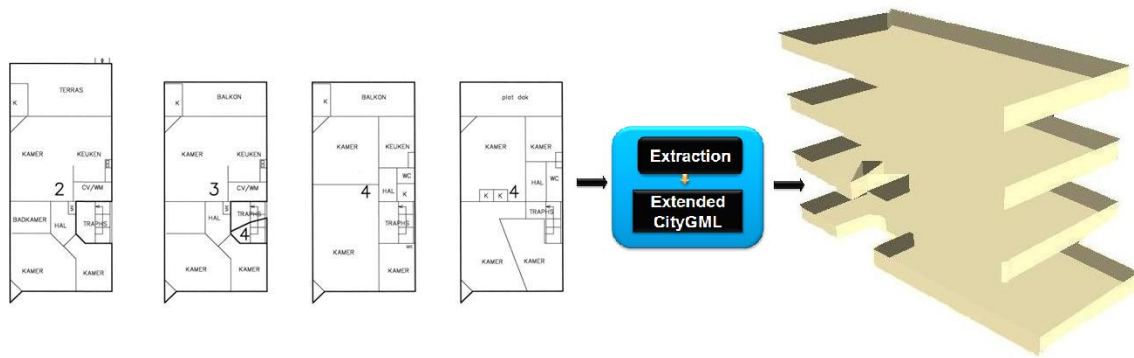 TERRAS
K
KAMER
KEUKEN
2
CV/WM
BADKAMER
HAL
TRAPHS
KAMER
KAMER
BALKON
K
KAMER
KEUKEN
3
CV/WM
HAL
TRAPHS
4
KAMER
KAMER
BALKON
K
KAMER
KEUKEN
WC
4
HAL
K
TRAPHS
KAMER
KAMER
plat dak
KAMER
KAMER
WC
HAL
K K
4
TRAPHS
KAMER
KAMER
Extraction
Extended
CityGML